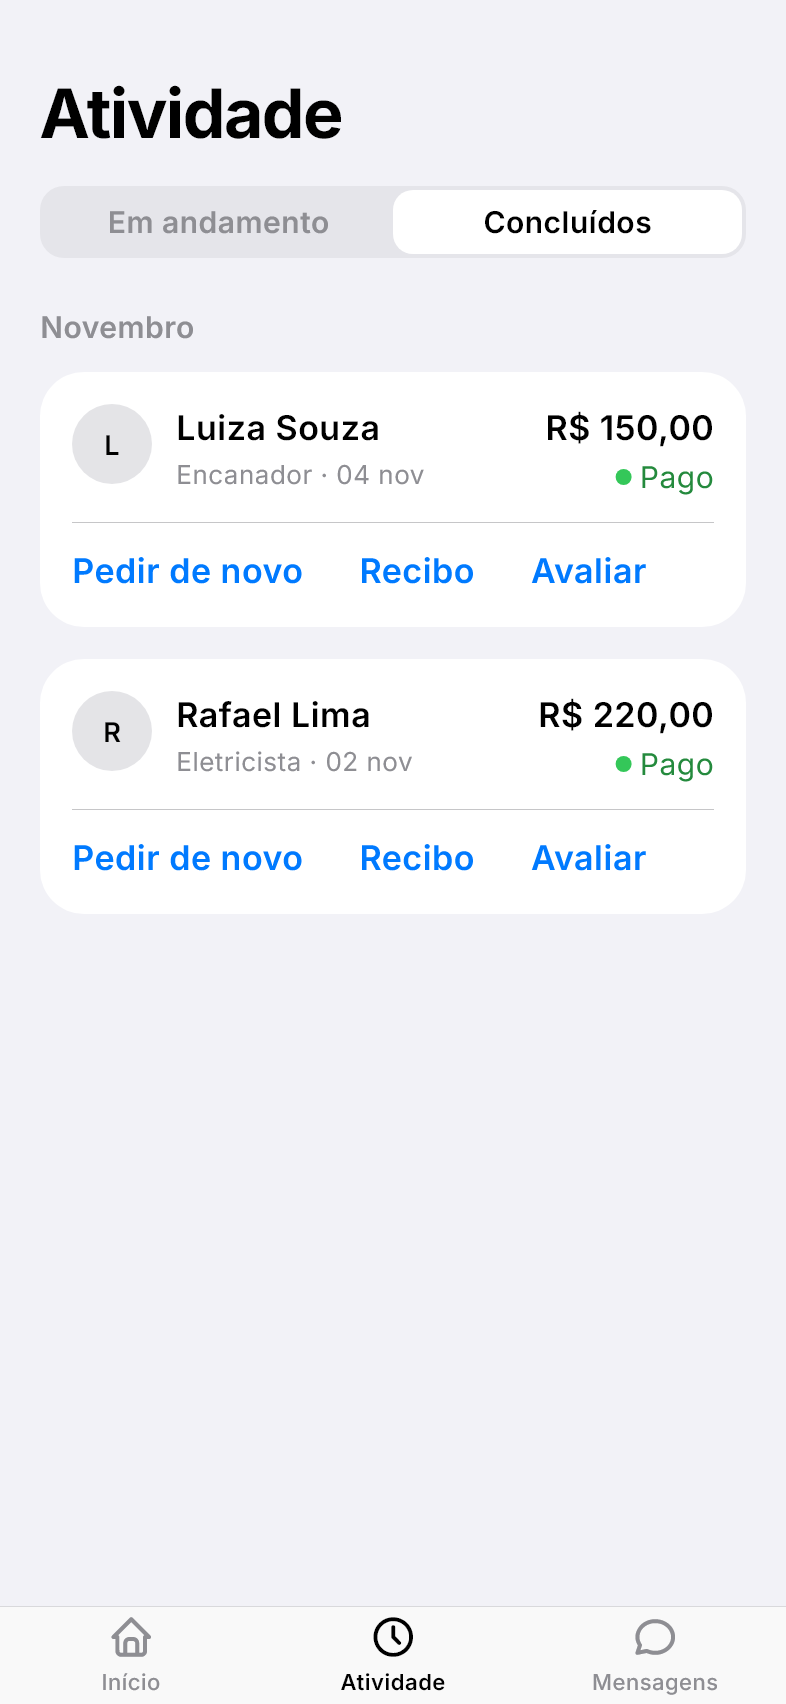 Atividade
Em andamento
Concluídos
Novembro
L
Luiza Souza
R$ 150,00
Encanador · 04 nov
Pago
Pedir de novo
Recibo
Avaliar
R
Rafael Lima
R$ 220,00
Eletricista · 02 nov
Pago
Pedir de novo
Recibo
Avaliar
Início
Atividade
Mensagens